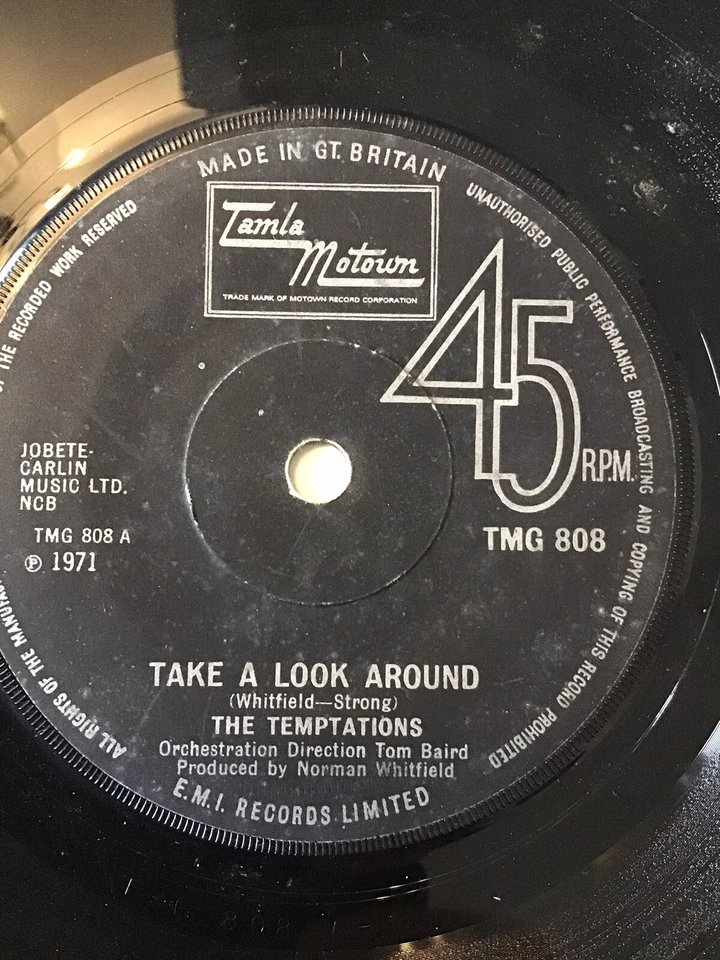 MADE IN GT. BRITAIN
Tamla
Motown
TRADE MARK OF MOTOWN RECORD CORPORATION
45
R.P.M.
TMG 808
JOBETE-
CARLIN
MUSIC LTD.
NCB
TMG 808 A
℗ 1971
TAKE A LOOK AROUND
(Whitfield—Strong)
THE TEMPTATIONS
Orchestration Direction Tom Baird
Produced by Norman Whitfield
E.M.I. RECORDS LIMITED
ALL RIGHTS OF THE
THE RECORDED WORK RESERVED
UNAUTHORISED PUBLIC PERFORMANCE BROADCASTING AND COPYING OF THIS RECORD PROHIBITED